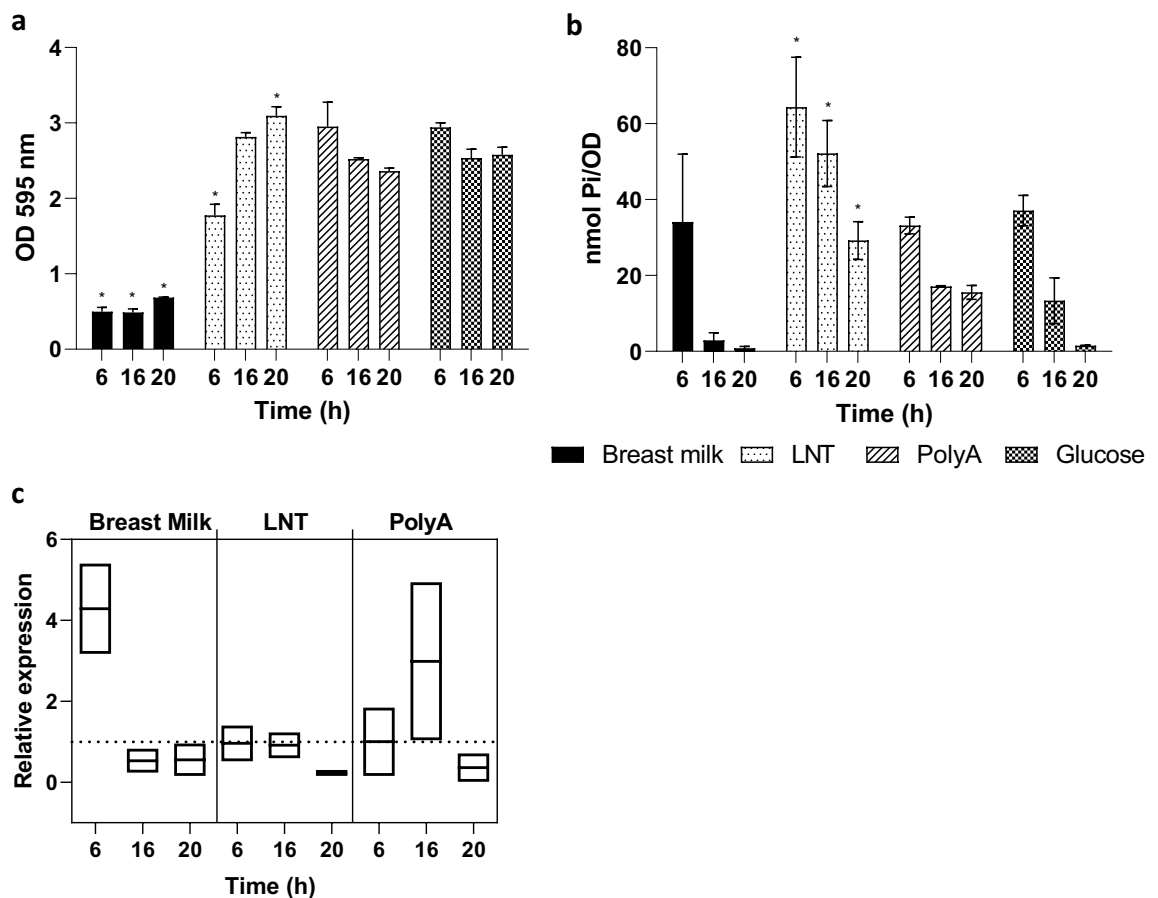 a
4
3
2
1
0
OD 595 nm
* * *
* *
6 16 20 6 16 20 6 16 20 6 16 20
Time (h)
b
80
60
40
20
0
nmol Pi/OD
* * *
6 16 20 6 16 20 6 16 20 6 16 20
Time (h)
Breast milk LNT PolyA Glucose
c
Breast Milk LNT PolyA
6
4
2
0
Relative expression
6 16 20 6 16 20 6 16 20
Time (h)